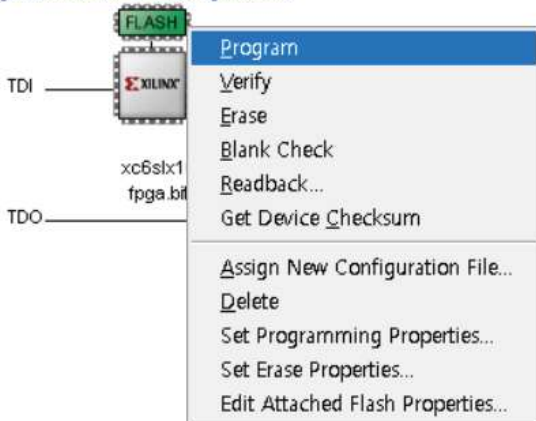 FLASH
TDI
XILINX
xc6slx1
fpga.bit
TDO
Program
Verify
Erase
Blank Check
Readback...
Get Device Checksum
Assign New Configuration File...
Delete
Set Programming Properties...
Set Erase Properties...
Edit Attached Flash Properties...